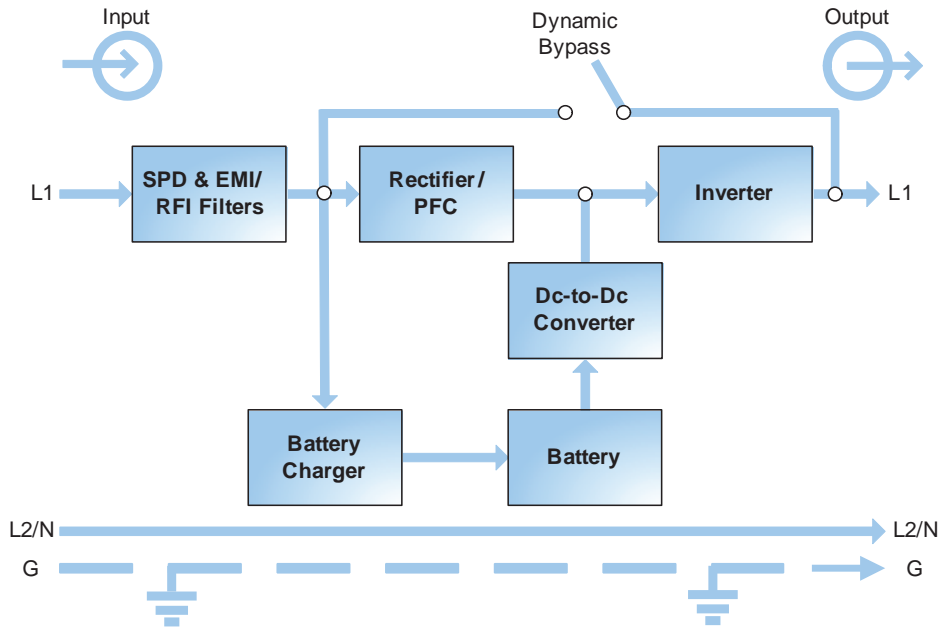 Input
Dynamic
Bypass
Output
L1
SPD & EMI/
RFI Filters
Rectifier/
PFC
Inverter
L1
Dc-to-Dc
Converter
Battery
Charger
Battery
L2/N
L2/N
G
G